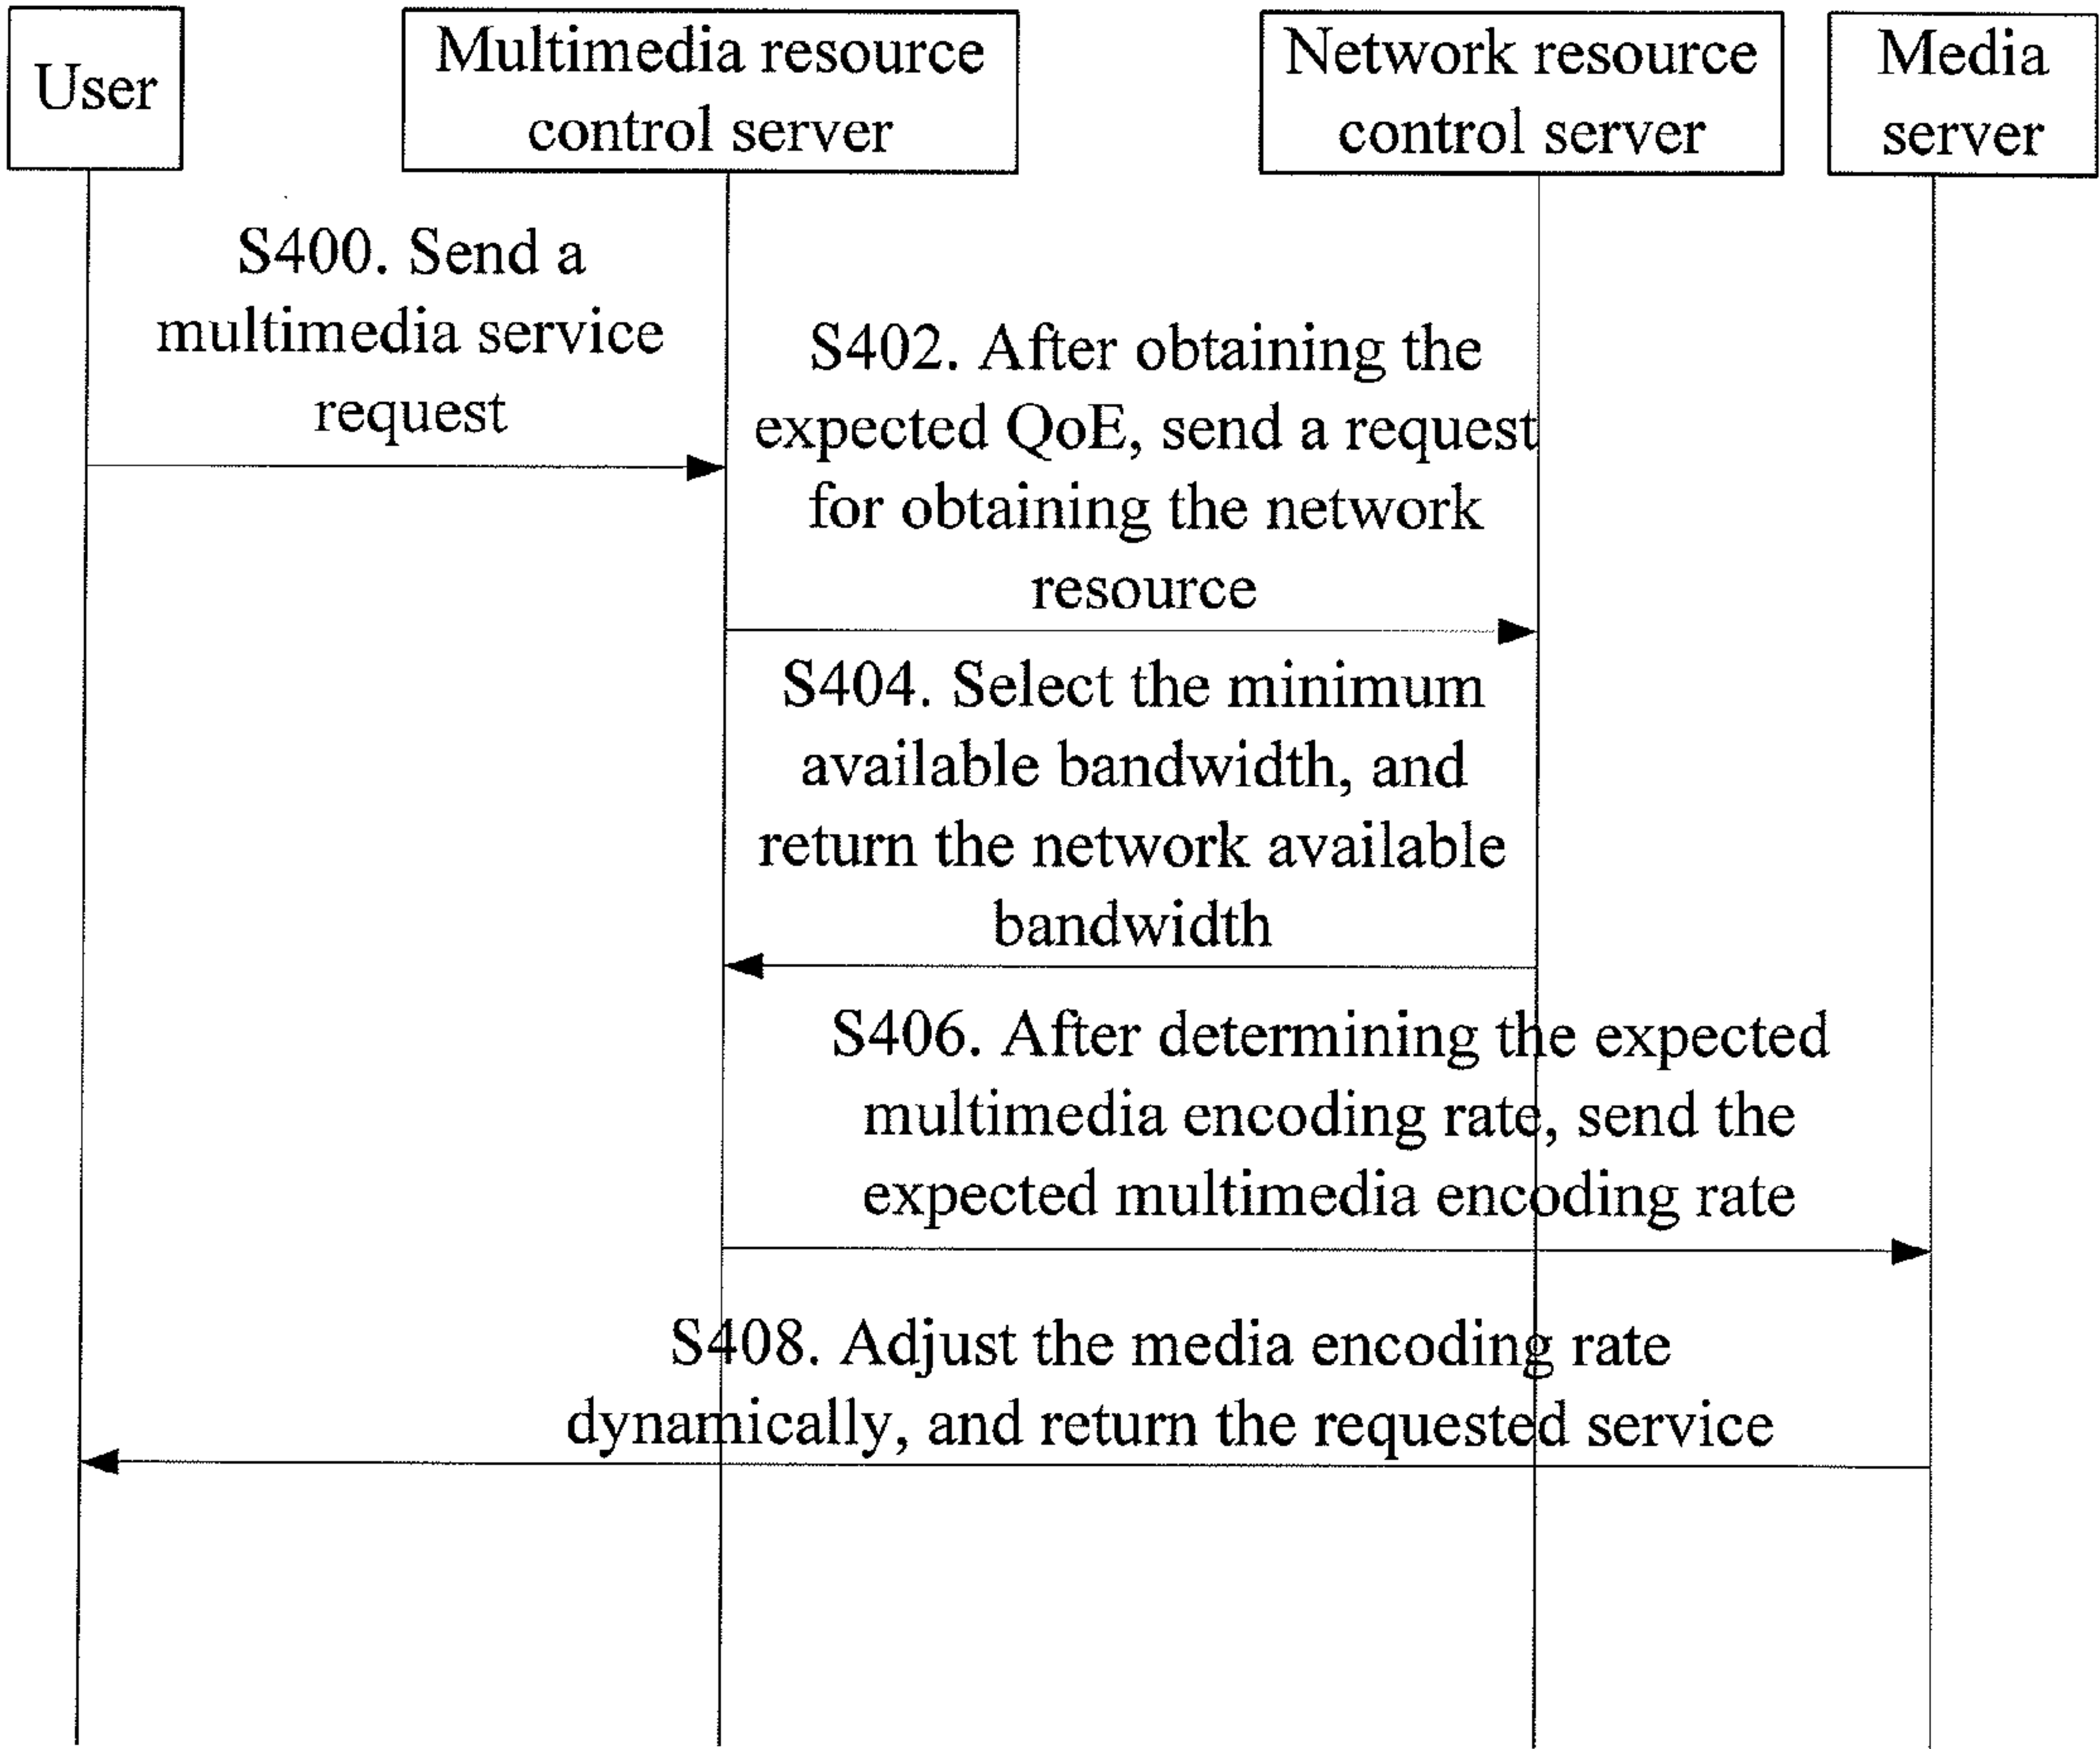 User
Multimedia resource
control server
Network resource
control server
Media
server
S400. Send a
multimedia service
request
S402. After obtaining the
expected QoE, send a request
for obtaining the network
resource
S404. Select the minimum
available bandwidth, and
return the network available
bandwidth
S406. After determining the expected
multimedia encoding rate, send the
expected multimedia encoding rate
S408. Adjust the media encoding rate
dynamically, and return the requested service